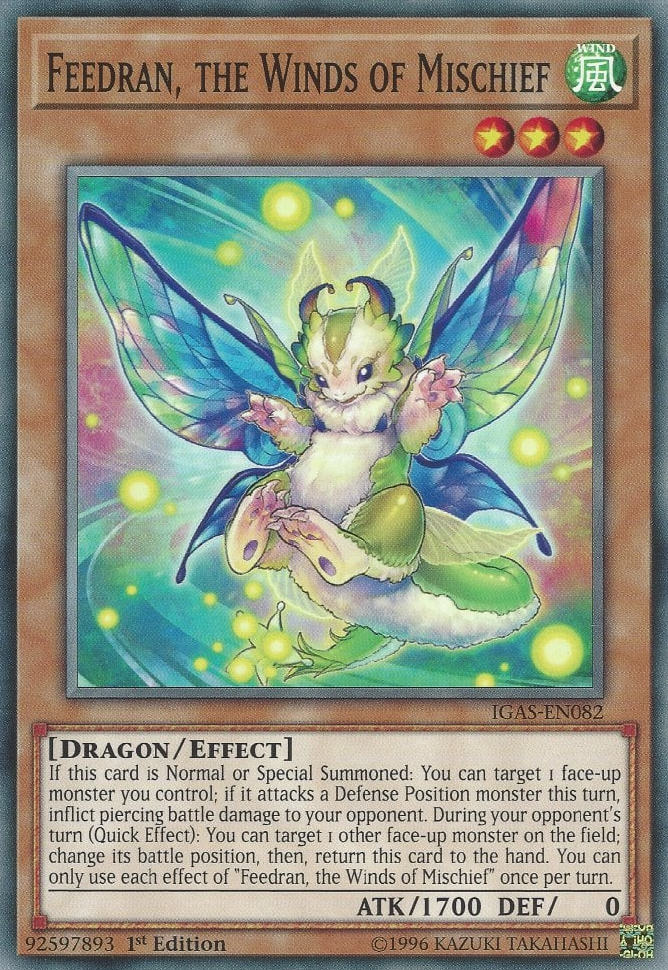 FEEDRAN, THE WINDS OF MISCHIEF
WIND
風
IGAS-EN082
[DRAGON/EFFECT]
If this card is Normal or Special Summoned: You can target 1 face-up
monster you control; if it attacks a Defense Position monster this turn,
inflict piercing battle damage to your opponent. During your opponent's
turn (Quick Effect): You can target 1 other face-up monster on the field;
change its battle position, then, return this card to the hand. You can
only use each effect of "Feedran, the Winds of Mischief" once per turn.
ATK/1700 DEF/ 0
92597893 1st Edition
©1996 KAZUKI TAKAHASHI